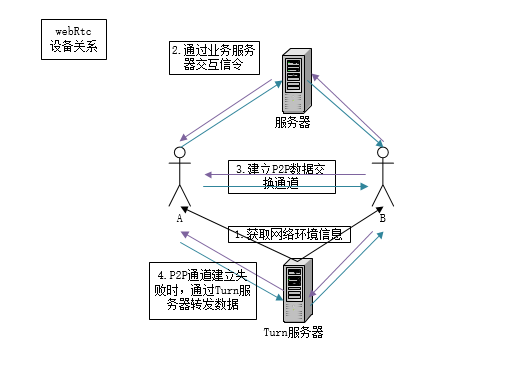 webRtc
设备关系
2.通过业务服务
器交互信令
服务器
3.建立P2P数据交
换通道
A
B
1.获取网络环境信息
4.P2P通道建立失
败时，通过Turn服
务器转发数据
Turn服务器